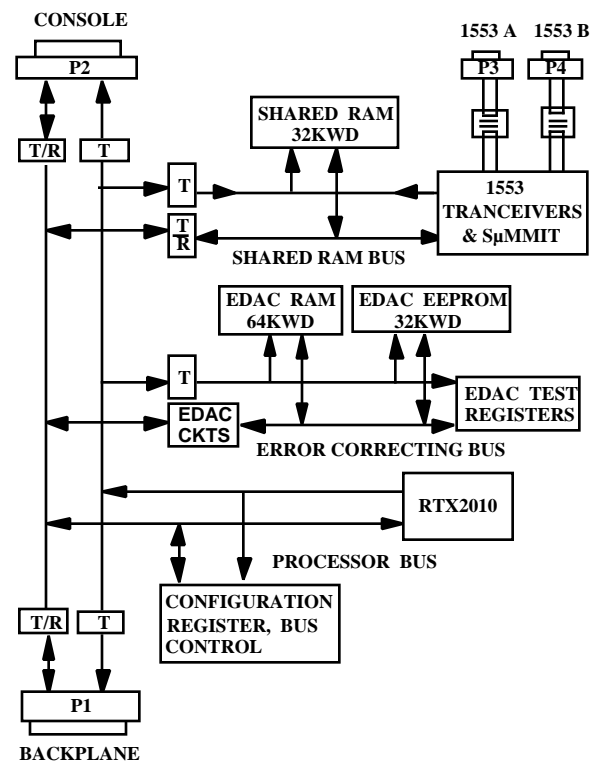 CONSOLE
P2
1553 A
1553 B
P3
P4
T/R
T
SHARED RAM
32KWD
T
T
R
1553
TRANCEIVERS
& SµMMIT
SHARED RAM BUS
EDAC RAM
64KWD
EDAC EEPROM
32KWD
T
EDAC TEST
REGISTERS
EDAC
CKTS
ERROR CORRECTING BUS
RTX2010
PROCESSOR BUS
CONFIGURATION
REGISTER, BUS
CONTROL
T/R
T
P1
BACKPLANE